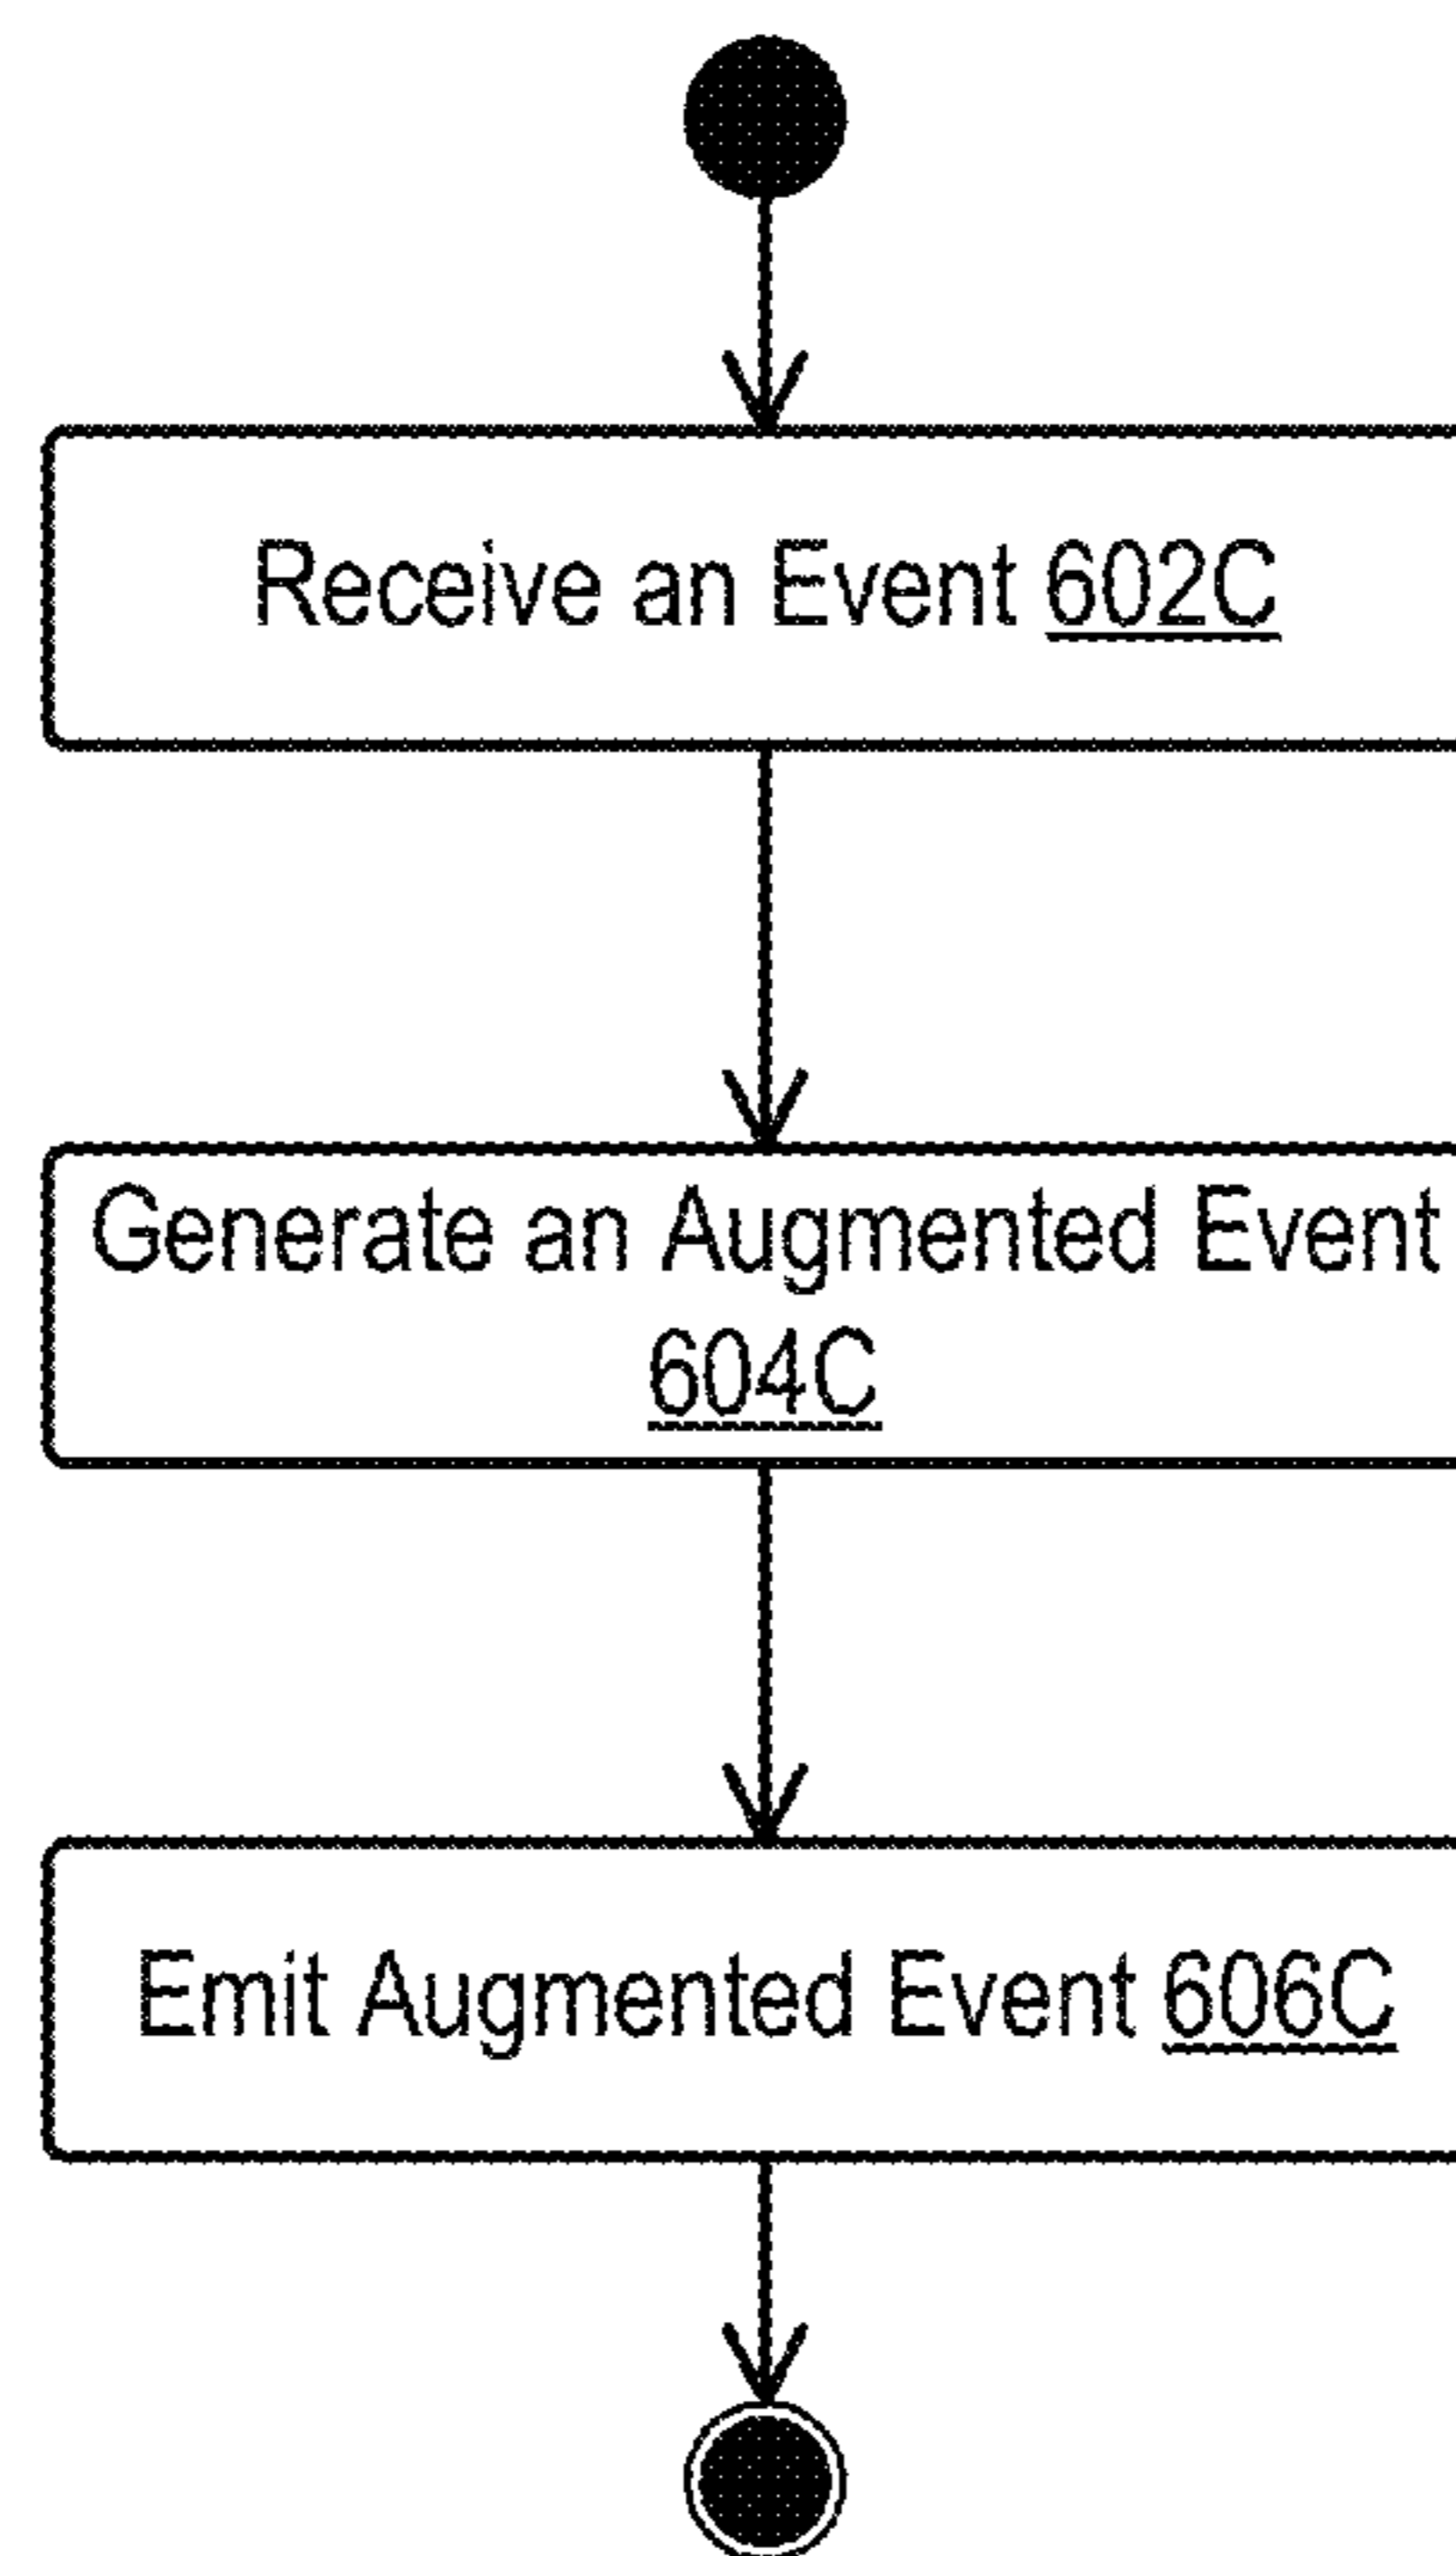 Receive an Event 602C
Generate an Augmented Event
604C
Emit Augmented Event 606C